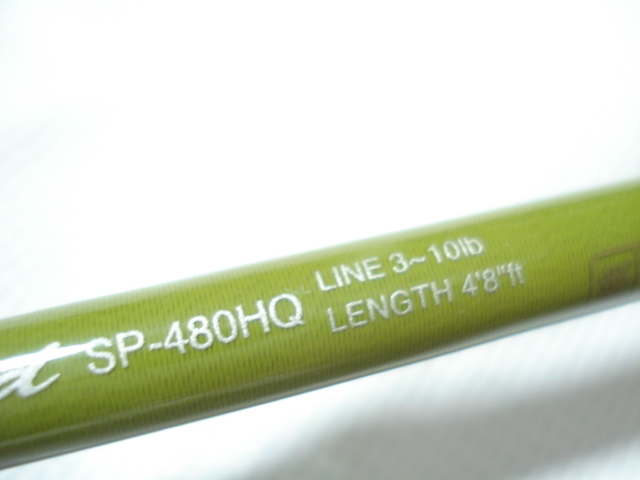 SP-480HQ
LINE 3~10lb
LENGTH 4'8"ft